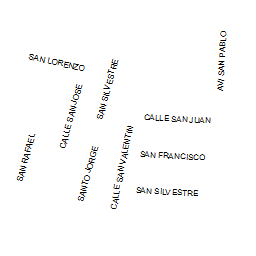 AW SAN PABLO
SAN LORENZO
SAN SILVESTRE
CALLE SAN JOSE
CALLE SAN JUAN
SAN RAFAEL
SANTO JORGE
CALLE SAN VALENTIN
SAN FRANCISCO
SAN SILVESTRE